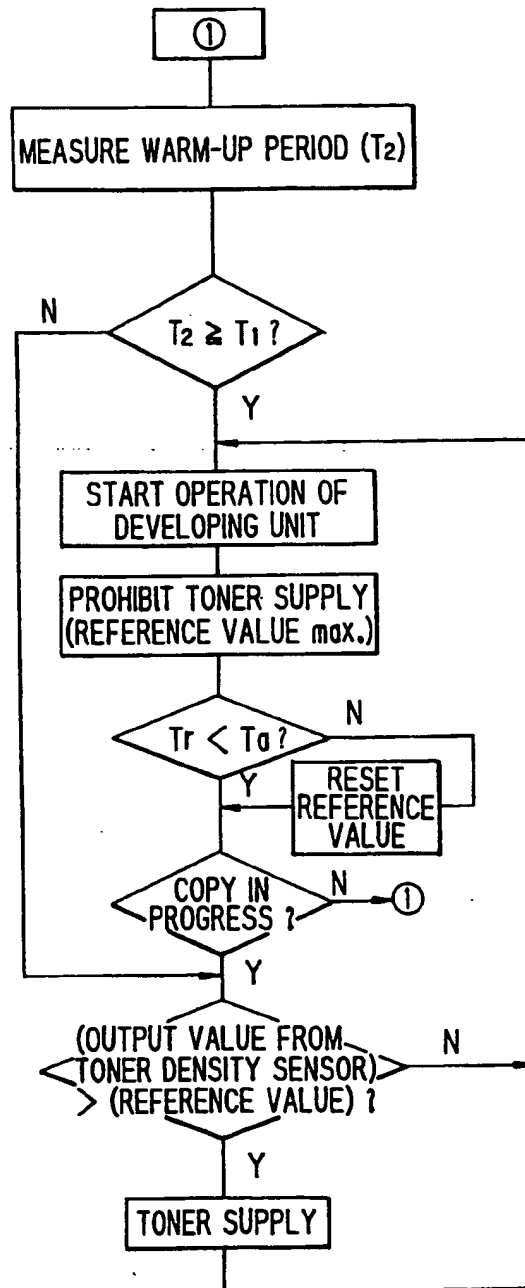 ①
MEASURE WARM-UP PERIOD (T2)
N
T2 ≧ T1 ?
Y
START OPERATION OF
DEVELOPING UNIT
PROHIBIT TONER SUPPLY
(REFERENCE VALUE max.)
Tr < Ta ?
N
Y
RESET
REFERENCE
VALUE
COPY IN
PROGRESS ?
N
①
Y
(OUTPUT VALUE FROM
TONER DENSITY SENSOR)
> (REFERENCE VALUE) ?
N
Y
TONER SUPPLY